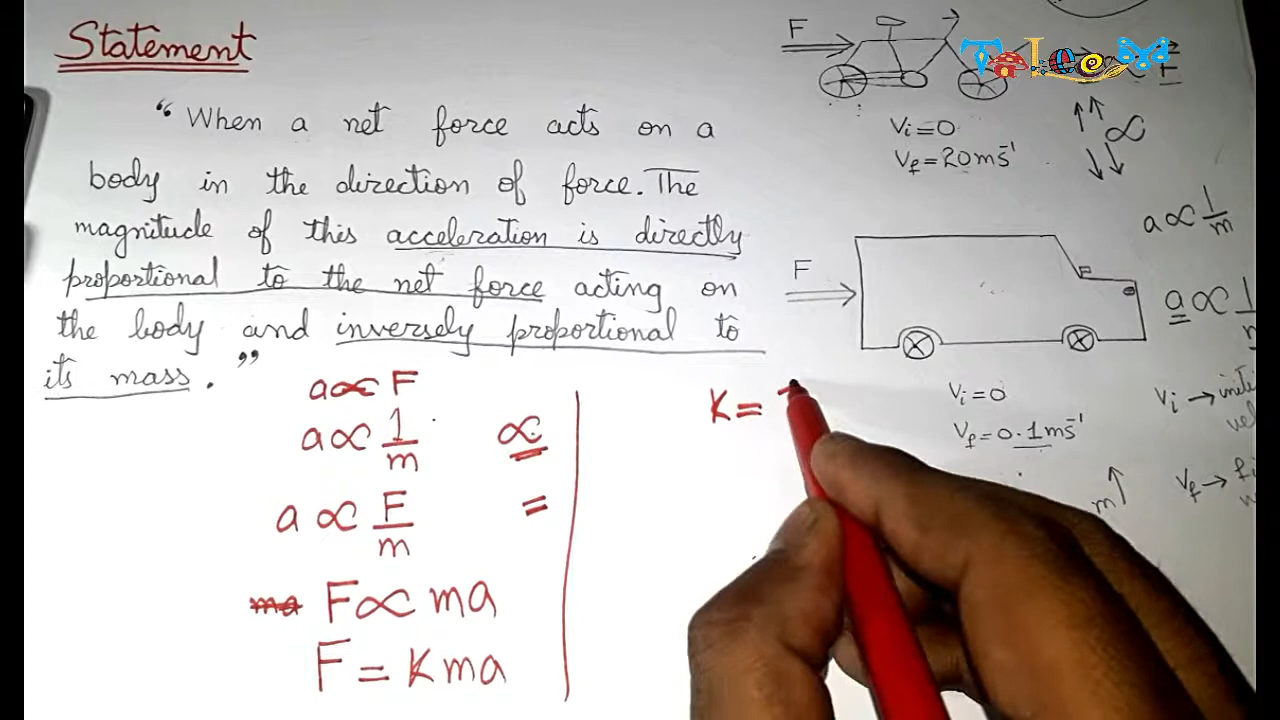 Statement
"When a net force acts on a
body in the direction of force. The
magnitude of this acceleration is directly
proportional to the net force acting on
the body and inversely proportional to
its mass."
a∝F
a∝ 1/m
a∝ F/m
ma F∝ma
F=Kma
∝
=
K=
F
TaLeeM
F
Vi=0
Vf=20ms⁻¹
∝
a∝ 1/m
F
a∝
Vi=0
Vf=0.1ms⁻¹
m↑
Vi→
Vf→